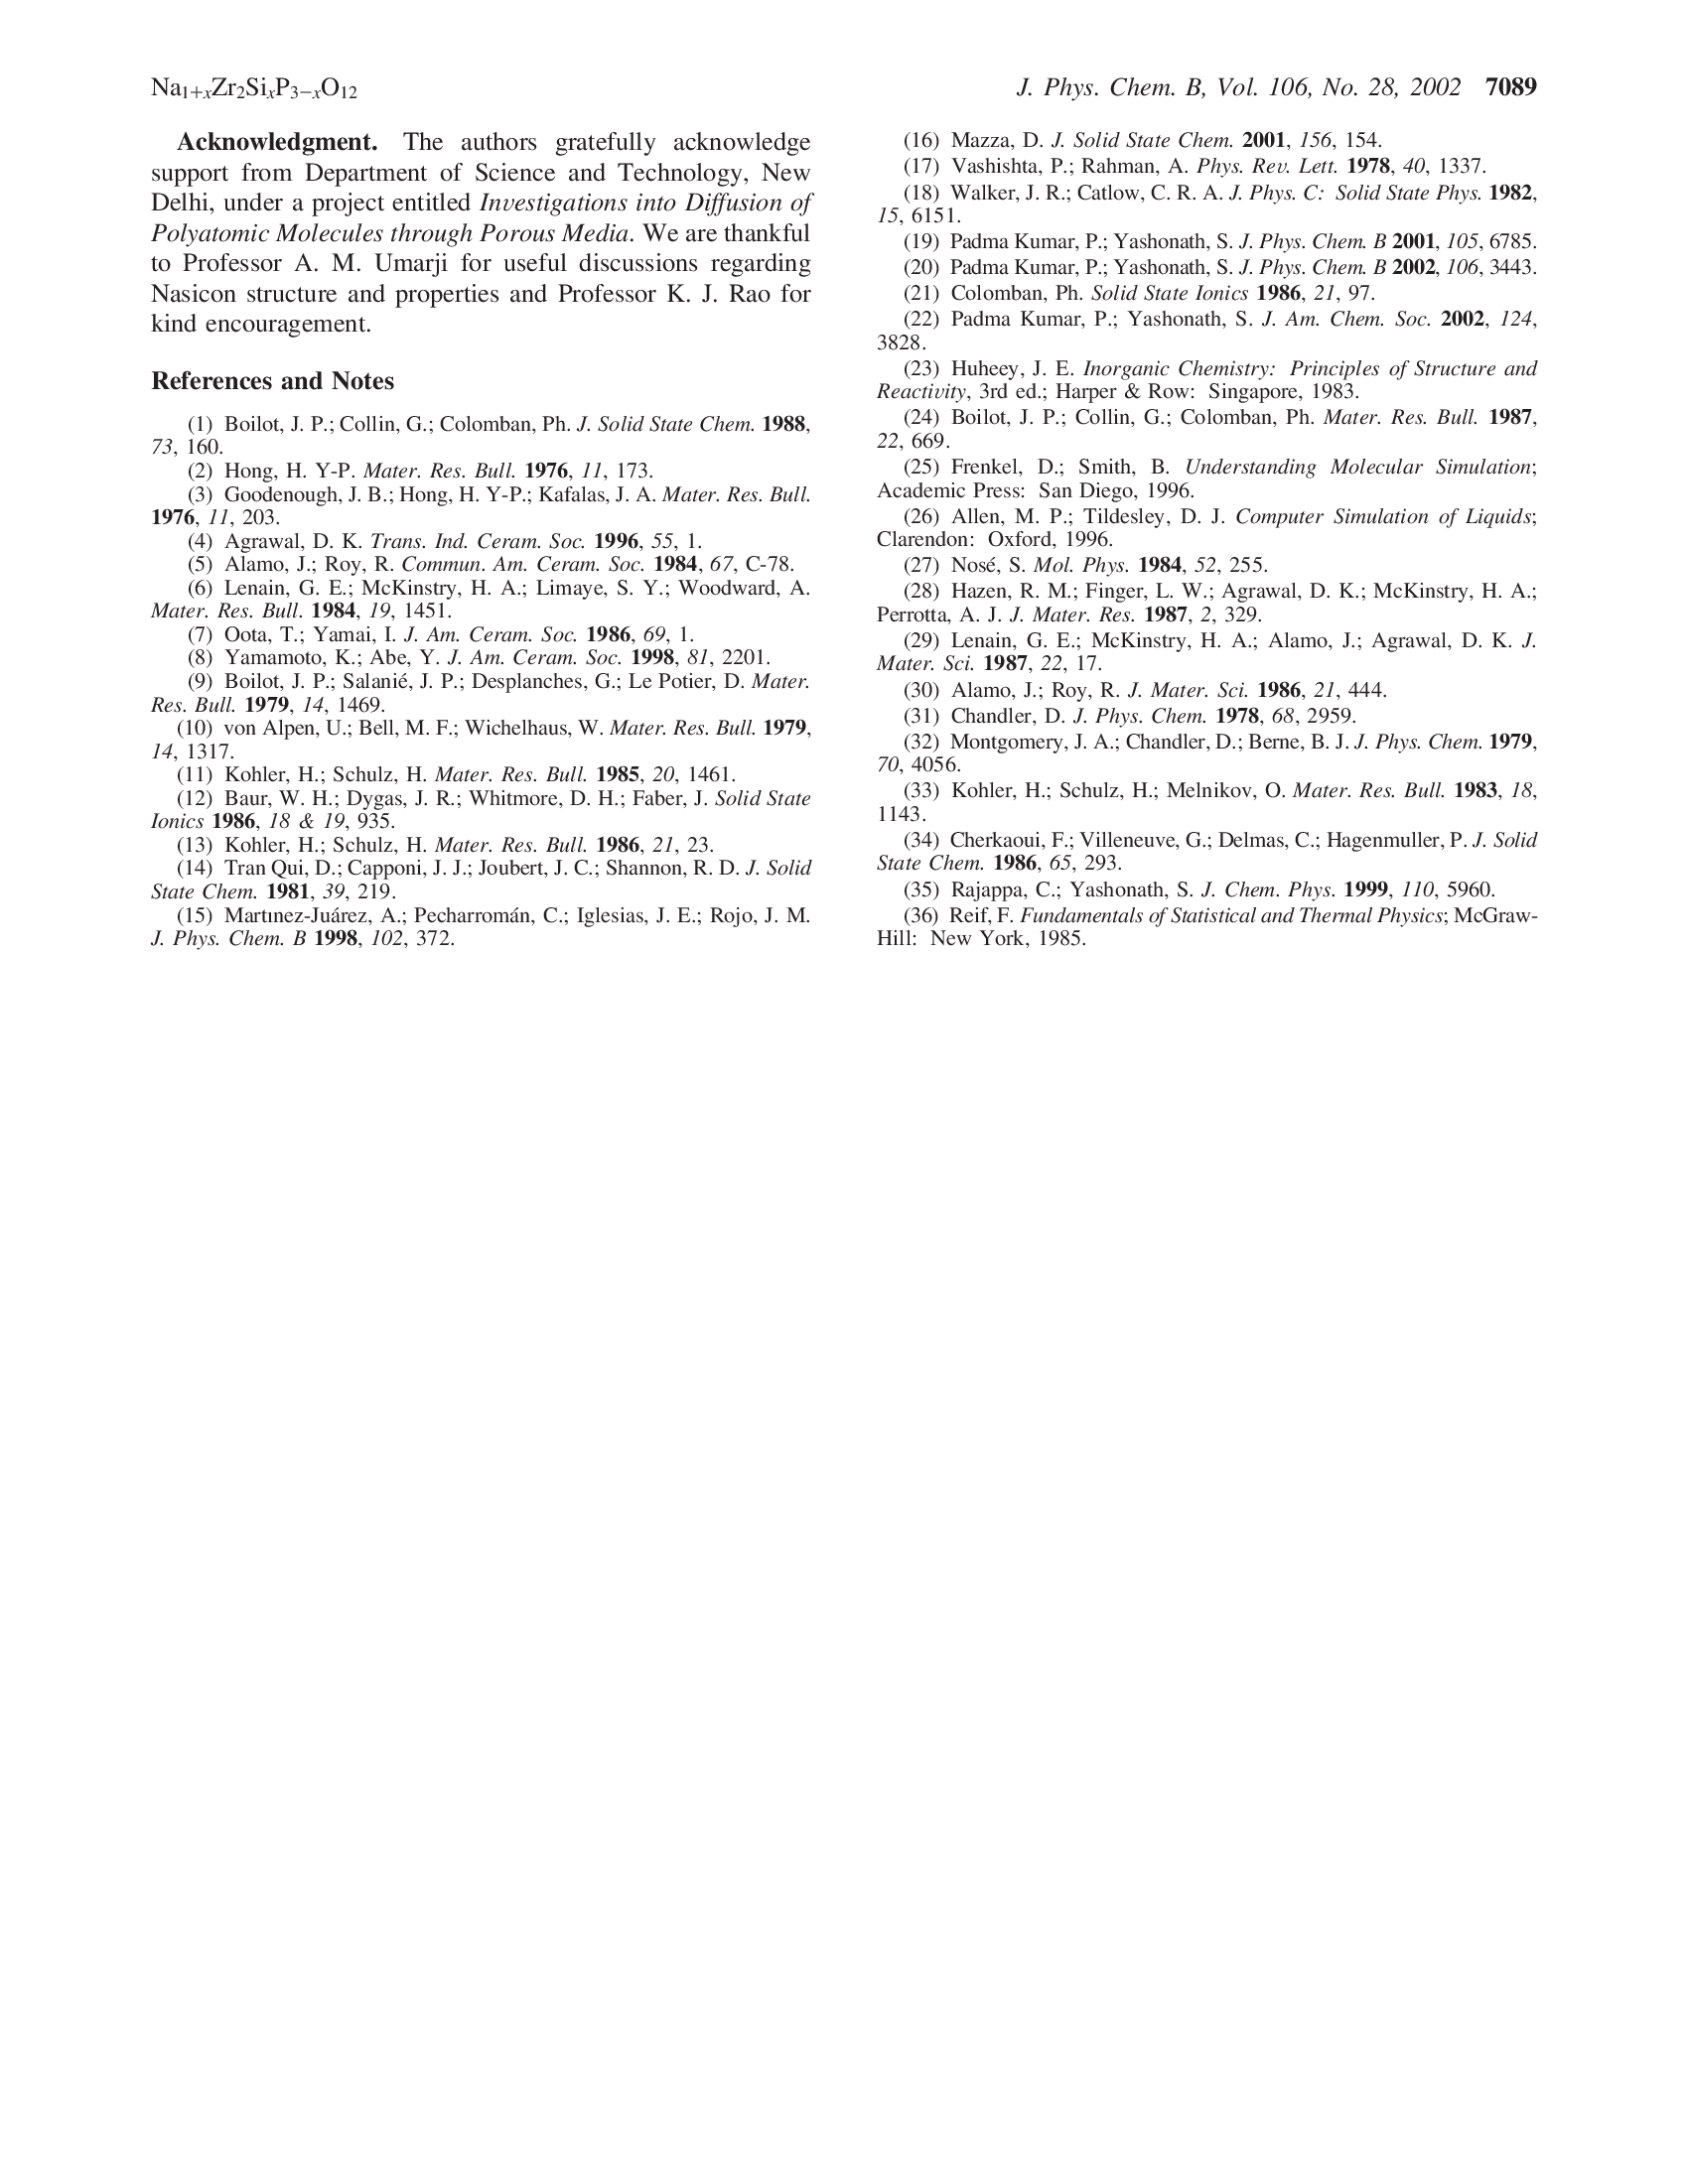 Na1+xZr2SixP3−xO12
J. Phys. Chem. B, Vol. 106, No. 28, 2002 7089
Acknowledgment. The authors gratefully acknowledge
support from Department of Science and Technology, New
Delhi, under a project entitled Investigations into Diffusion of
Polyatomic Molecules through Porous Media. We are thankful
to Professor A. M. Umarji for useful discussions regarding
Nasicon structure and properties and Professor K. J. Rao for
kind encouragement.
References and Notes
(1) Boilot, J. P.; Collin, G.; Colomban, Ph. J. Solid State Chem. 1988,
73, 160.
(2) Hong, H. Y-P. Mater. Res. Bull. 1976, 11, 173.
(3) Goodenough, J. B.; Hong, H. Y-P.; Kafalas, J. A. Mater. Res. Bull.
1976, 11, 203.
(4) Agrawal, D. K. Trans. Ind. Ceram. Soc. 1996, 55, 1.
(5) Alamo, J.; Roy, R. Commun. Am. Ceram. Soc. 1984, 67, C-78.
(6) Lenain, G. E.; McKinstry, H. A.; Limaye, S. Y.; Woodward, A.
Mater. Res. Bull. 1984, 19, 1451.
(7) Oota, T.; Yamai, I. J. Am. Ceram. Soc. 1986, 69, 1.
(8) Yamamoto, K.; Abe, Y. J. Am. Ceram. Soc. 1998, 81, 2201.
(9) Boilot, J. P.; Salanié, J. P.; Desplanches, G.; Le Potier, D. Mater.
Res. Bull. 1979, 14, 1469.
(10) von Alpen, U.; Bell, M. F.; Wichelhaus, W. Mater. Res. Bull. 1979,
14, 1317.
(11) Kohler, H.; Schulz, H. Mater. Res. Bull. 1985, 20, 1461.
(12) Baur, W. H.; Dygas, J. R.; Whitmore, D. H.; Faber, J. Solid State
Ionics 1986, 18 & 19, 935.
(13) Kohler, H.; Schulz, H. Mater. Res. Bull. 1986, 21, 23.
(14) Tran Qui, D.; Capponi, J. J.; Joubert, J. C.; Shannon, R. D. J. Solid
State Chem. 1981, 39, 219.
(15) Martınez-Juárez, A.; Pecharromán, C.; Iglesias, J. E.; Rojo, J. M.
J. Phys. Chem. B 1998, 102, 372.
(16) Mazza, D. J. Solid State Chem. 2001, 156, 154.
(17) Vashishta, P.; Rahman, A. Phys. Rev. Lett. 1978, 40, 1337.
(18) Walker, J. R.; Catlow, C. R. A. J. Phys. C: Solid State Phys. 1982,
15, 6151.
(19) Padma Kumar, P.; Yashonath, S. J. Phys. Chem. B 2001, 105, 6785.
(20) Padma Kumar, P.; Yashonath, S. J. Phys. Chem. B 2002, 106, 3443.
(21) Colomban, Ph. Solid State Ionics 1986, 21, 97.
(22) Padma Kumar, P.; Yashonath, S. J. Am. Chem. Soc. 2002, 124,
3828.
(23) Huheey, J. E. Inorganic Chemistry: Principles of Structure and
Reactivity, 3rd ed.; Harper & Row: Singapore, 1983.
(24) Boilot, J. P.; Collin, G.; Colomban, Ph. Mater. Res. Bull. 1987,
22, 669.
(25) Frenkel, D.; Smith, B. Understanding Molecular Simulation;
Academic Press: San Diego, 1996.
(26) Allen, M. P.; Tildesley, D. J. Computer Simulation of Liquids;
Clarendon: Oxford, 1996.
(27) Nosé, S. Mol. Phys. 1984, 52, 255.
(28) Hazen, R. M.; Finger, L. W.; Agrawal, D. K.; McKinstry, H. A.;
Perrotta, A. J. J. Mater. Res. 1987, 2, 329.
(29) Lenain, G. E.; McKinstry, H. A.; Alamo, J.; Agrawal, D. K. J.
Mater. Sci. 1987, 22, 17.
(30) Alamo, J.; Roy, R. J. Mater. Sci. 1986, 21, 444.
(31) Chandler, D. J. Phys. Chem. 1978, 68, 2959.
(32) Montgomery, J. A.; Chandler, D.; Berne, B. J. J. Phys. Chem. 1979,
70, 4056.
(33) Kohler, H.; Schulz, H.; Melnikov, O. Mater. Res. Bull. 1983, 18,
1143.
(34) Cherkaoui, F.; Villeneuve, G.; Delmas, C.; Hagenmuller, P. J. Solid
State Chem. 1986, 65, 293.
(35) Rajappa, C.; Yashonath, S. J. Chem. Phys. 1999, 110, 5960.
(36) Reif, F. Fundamentals of Statistical and Thermal Physics; McGraw-
Hill: New York, 1985.